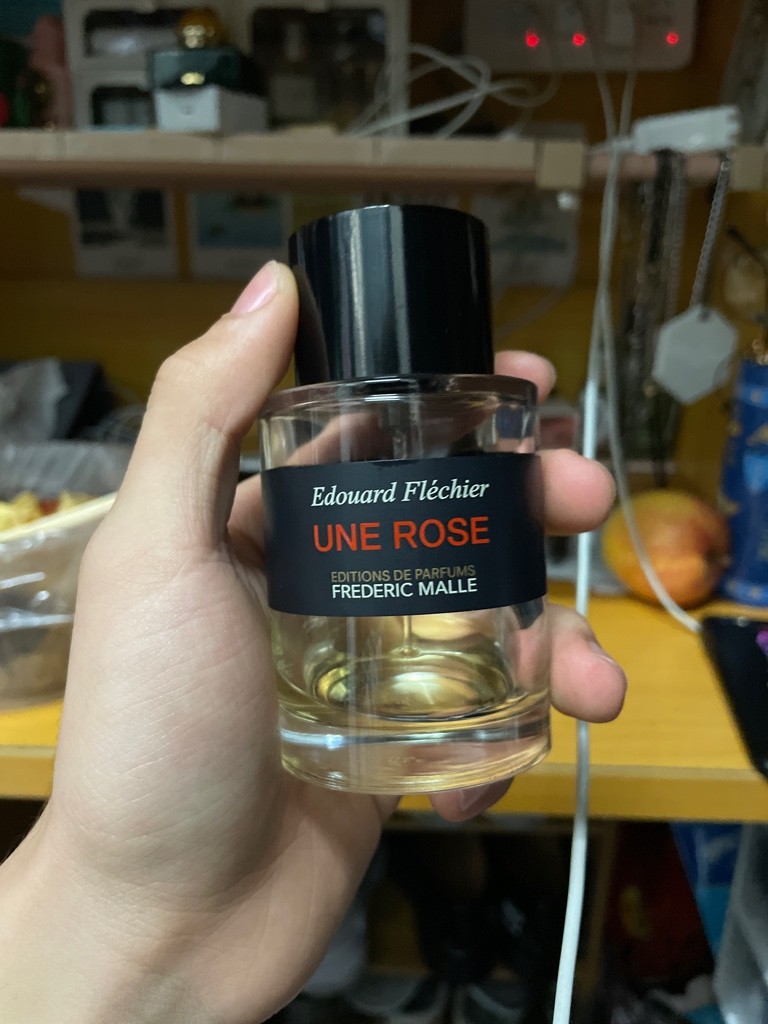 Edouard Fléchier
UNE ROSE
EDITIONS DE PARFUMS
FREDERIC MALLE